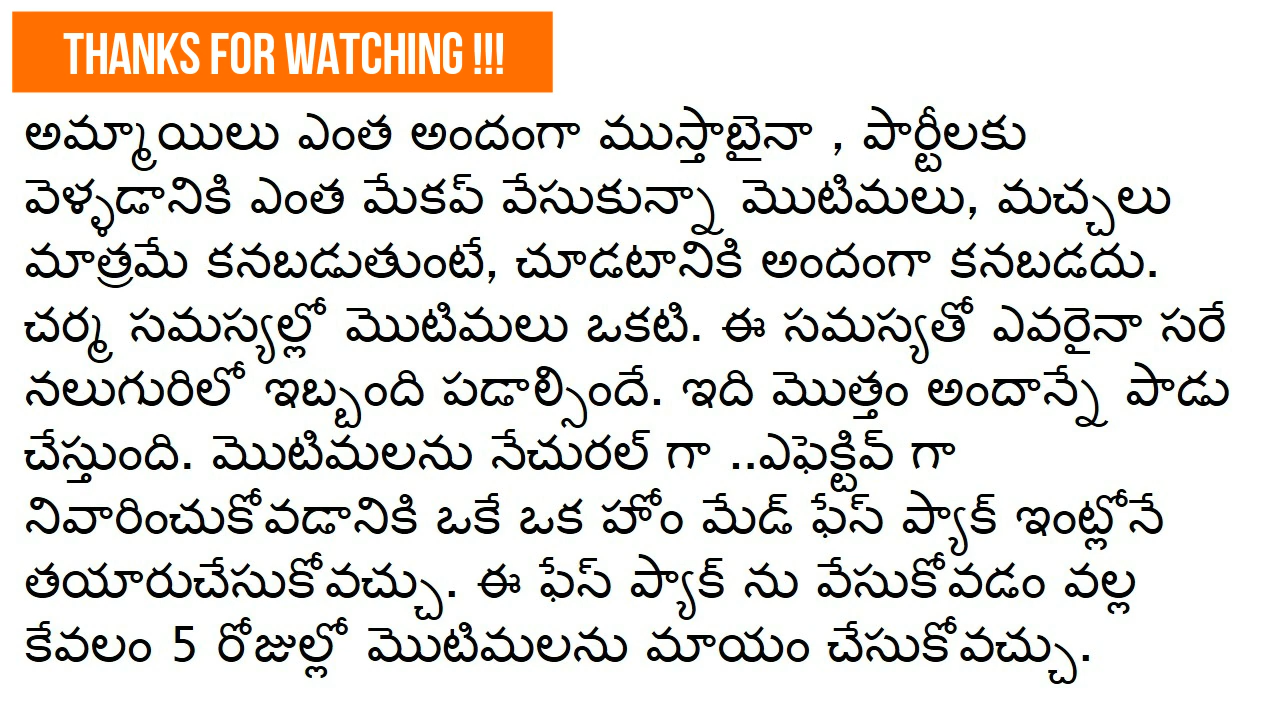 THANKS FOR WATCHING !!!
అమ్మాయిలు ఎంత అందంగా ముస్తాబైనా , పార్టీలకు
వెళ్ళడానికి ఎంత మేకప్ వేసుకున్నా మొటిమలు, మచ్చలు
మాత్రమే కనబడుతుంటే, చూడటానికి అందంగా కనబడదు.
చర్మ సమస్యల్లో మొటిమలు ఒకటి. ఈ సమస్యతో ఎవరైనా సరే
నలుగురిలో ఇబ్బంది పడాల్సిందే. ఇది మొత్తం అందాన్నే పాడు
చేస్తుంది. మొటిమలను నేచురల్ గా ..ఎఫెక్టివ్ గా
నివారించుకోవడానికి ఒకే ఒక హోం మేడ్ ఫేస్ ప్యాక్ ఇంట్లోనే
తయారుచేసుకోవచ్చు. ఈ ఫేస్ ప్యాక్ ను వేసుకోవడం వల్ల
కేవలం 5 రోజుల్లో మొటిమలను మాయం చేసుకోవచ్చు.